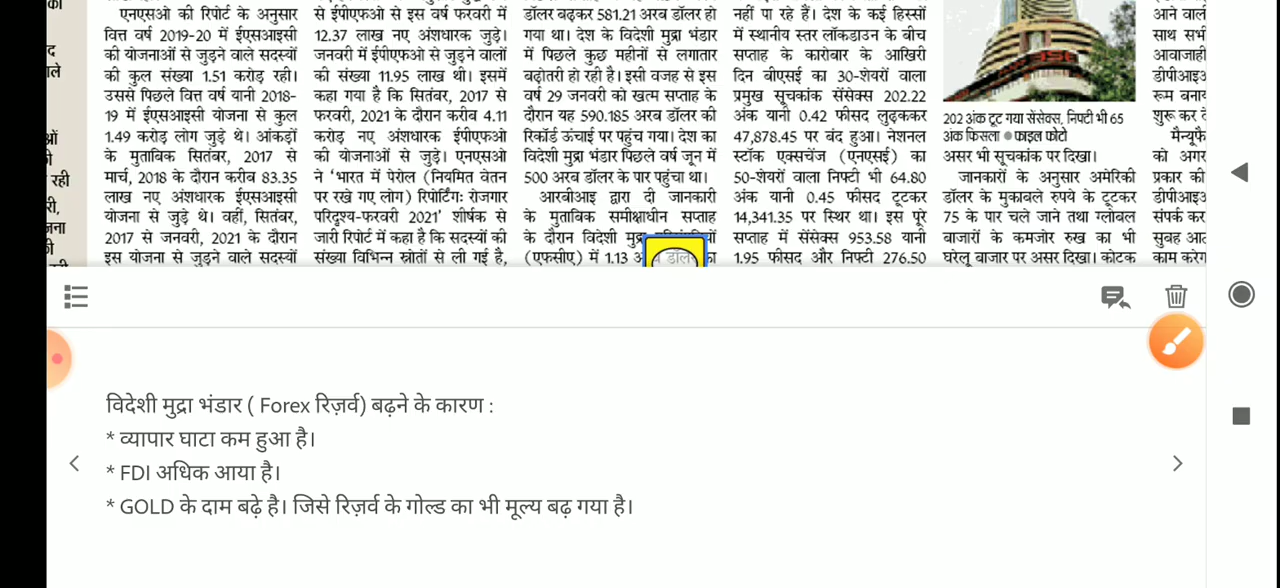 एनएसओ की रिपोर्ट के अनुसार
वित्त वर्ष 2019-20 में ईएसआइसी
की योजनाओं से जुड़ने वाले सदस्यों
की कुल संख्या 1.51 करोड़ रही।
उससे पिछले वित्त वर्ष यानी 2018-
19 में ईएसआइसी योजना से कुल
1.49 करोड़ लोग जुड़े थे। आंकड़ों
के मुताबिक सितंबर, 2017 से
मार्च, 2018 के दौरान करीब 83.35
लाख नए अंशधारक ईएसआइसी
योजना से जुड़े थे। वहीं, सितंबर,
2017 से जनवरी, 2021 के दौरान
इस योजना से जुड़ने वाले सदस्यों
से ईपीएफओ से इस वर्ष फरवरी में
12.37 लाख नए अंशधारक जुड़े।
जनवरी में ईपीएफओ से जुड़ने वालों
की संख्या 11.95 लाख थी। इसमें
कहा गया है कि सितंबर, 2017 से
फरवरी, 2021 के दौरान करीब 4.11
करोड़ नए अंशधारक ईपीएफओ
की योजनाओं से जुड़े। एनएसओ
ने ‘भारत में पेरोल (नियमित वेतन
पर रखे गए लोग) रिपोर्टिंगः रोजगार
परिदृश्य-फरवरी 2021' शीर्षक से
जारी रिपोर्ट में कहा है कि सदस्यों की
संख्या विभिन्न स्रोतों से ली गई है,
डॉलर बढ़कर 581.21 अरब डॉलर हो
गया था। देश के विदेशी मुद्रा भंडार
में पिछले कुछ महीनों से लगातार
बढ़ोतरी हो रही है। इसी वजह से इस
वर्ष 29 जनवरी को खत्म सप्ताह के
दौरान यह 590.185 अरब डॉलर की
रिकॉर्ड ऊंचाई पर पहुंच गया। देश का
विदेशी मुद्रा भंडार पिछले वर्ष जून में
500 अरब डॉलर के पार पहुंचा था।
आरबीआइ द्वारा दी जानकारी
के मुताबिक समीक्षाधीन सप्ताह
के दौरान विदेशी मुद्रा
(एफसीए) में 1.13
नहीं पा रहे हैं। देश के कई हिस्सों
में स्थानीय स्तर लॉकडाउन के बीच
सप्ताह के कारोबार के आखिरी
दिन बीएसई का 30-शेयरों वाला
प्रमुख सूचकांक सेंसेक्स 202.22
अंक यानी 0.42 फीसद लुढ़ककर
47,878.45 पर बंद हुआ। नेशनल
स्टॉक एक्सचेंज (एनएसई) का
50-शेयरों वाला निफ्टी भी 64.80
अंक यानी 0.45 फीसद टूटकर
14,341.35 पर स्थिर था। इस पूरे
सप्ताह में सेंसेक्स 953.58 यानी
1.95 फीसद और निफ्टी 276.50
202 अंक टूट गया सेंसेक्स, निफ्टी भी 65
अंक फिसला ● फाइल फोटो
असर भी सूचकांक पर दिखा।
जानकारों के अनुसार अमेरिकी
डॉलर के मुकाबले रुपये के टूटकर
75 के पार चले जाने तथा ग्लोबल
बाजारों के कमजोर रुख का भी
घरेलू बाजार पर असर दिखा। कोटक
आने वाले
साथ सभी
आवाजाही
को अगर
प्रकार की
संपर्क कर
विदेशी मुद्रा भंडार ( Forex रिज़र्व) बढ़ने के कारण :
* व्यापार घाटा कम हुआ है।
* FDI अधिक आया है।
* GOLD के दाम बढ़े है। जिसे रिज़र्व के गोल्ड का भी मूल्य बढ़ गया है।